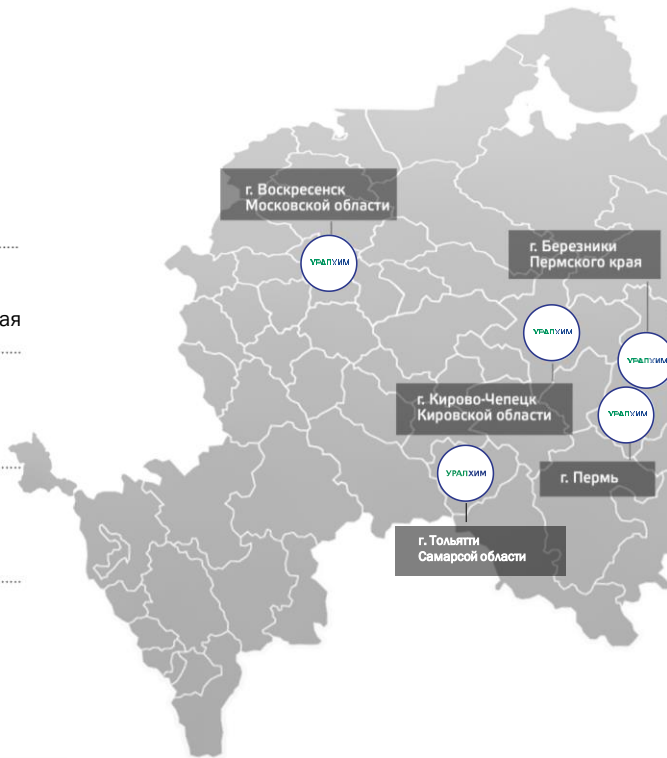 г. Воскресенск
Московской области
УРАЛХИМ
г. Березники
Пермского края
ая
УРАЛХИМ
УРАЛХИМ
г. Кирово-Чепецк
Кировской области
УРАЛХИМ
УРАЛХИМ
г. Пермь
г. Тольятти
Самарсой области